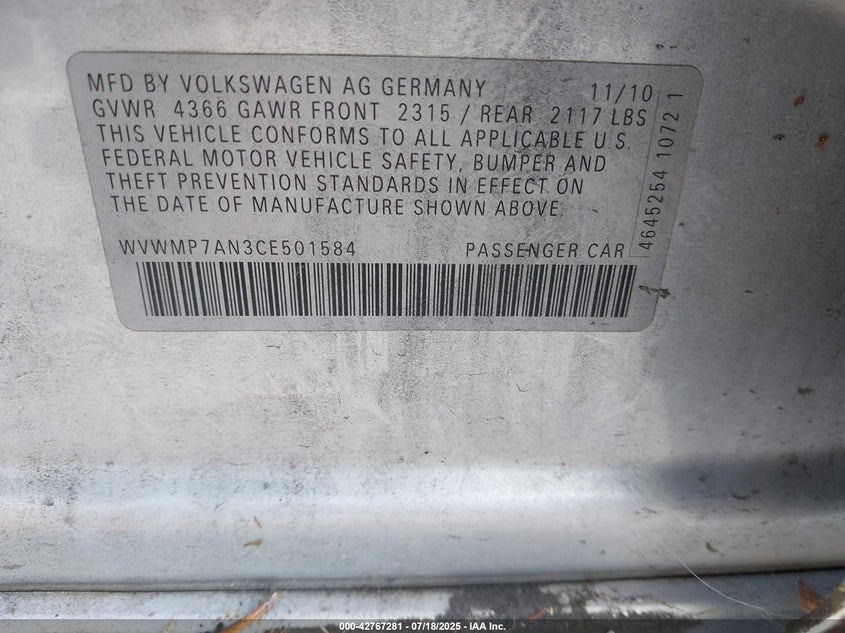 MFD BY VOLKSWAGEN AG GERMANY 11/10
GVWR 4366 GAWR FRONT 2315 / REAR 2117 LBS
THIS VEHICLE CONFORMS TO ALL APPLICABLE U.S.
FEDERAL MOTOR VEHICLE SAFETY, BUMPER AND
THEFT PREVENTION STANDARDS IN EFFECT ON
THE DATE OF MANUFACTURE SHOWN ABOVE
WVWMP7AN3CE501584 PASSENGER CAR
4645254 1072 1
000-42767281 - 07/18/2025 - IAA Inc.